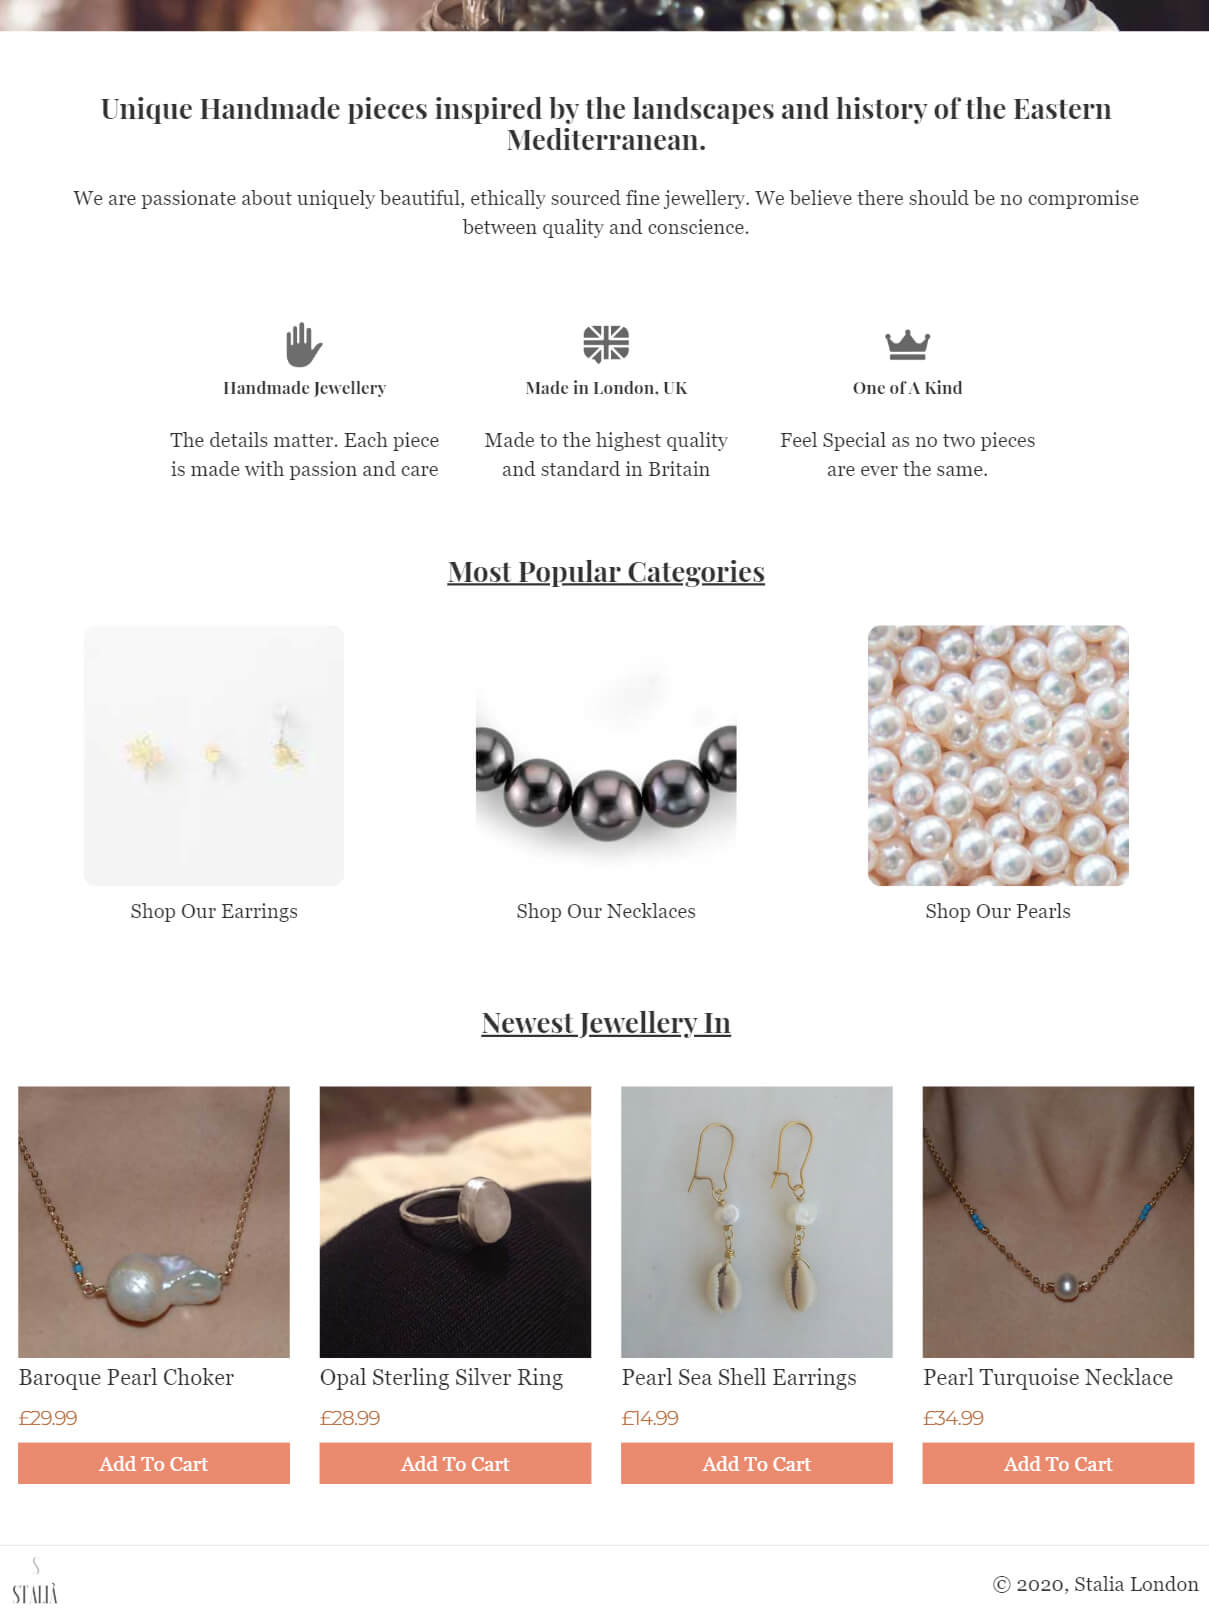 Unique Handmade pieces inspired by the landscapes and history of the Eastern
Mediterranean.
We are passionate about uniquely beautiful, ethically sourced fine jewellery. We believe there should be no compromise
between quality and conscience.
Handmade Jewellery
The details matter. Each piece
is made with passion and care
Made in London, UK
Made to the highest quality
and standard in Britain
One of A Kind
Feel Special as no two pieces
are ever the same.
Most Popular Categories
Shop Our Earrings
Shop Our Necklaces
Shop Our Pearls
Newest Jewellery In
Baroque Pearl Choker
£29.99
Add To Cart
Opal Sterling Silver Ring
£28.99
Add To Cart
Pearl Sea Shell Earrings
£14.99
Add To Cart
Pearl Turquoise Necklace
£34.99
Add To Cart
S
STALIÀ
© 2020, Stalia London